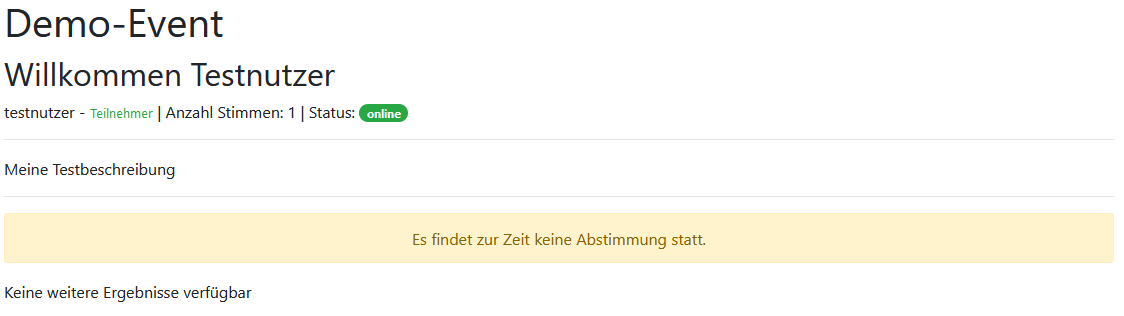 Demo-Event
Willkommen Testnutzer
testnutzer - Teilnehmer | Anzahl Stimmen: 1 | Status: online
Meine Testbeschreibung
Es findet zur Zeit keine Abstimmung statt.
Keine weitere Ergebnisse verfügbar